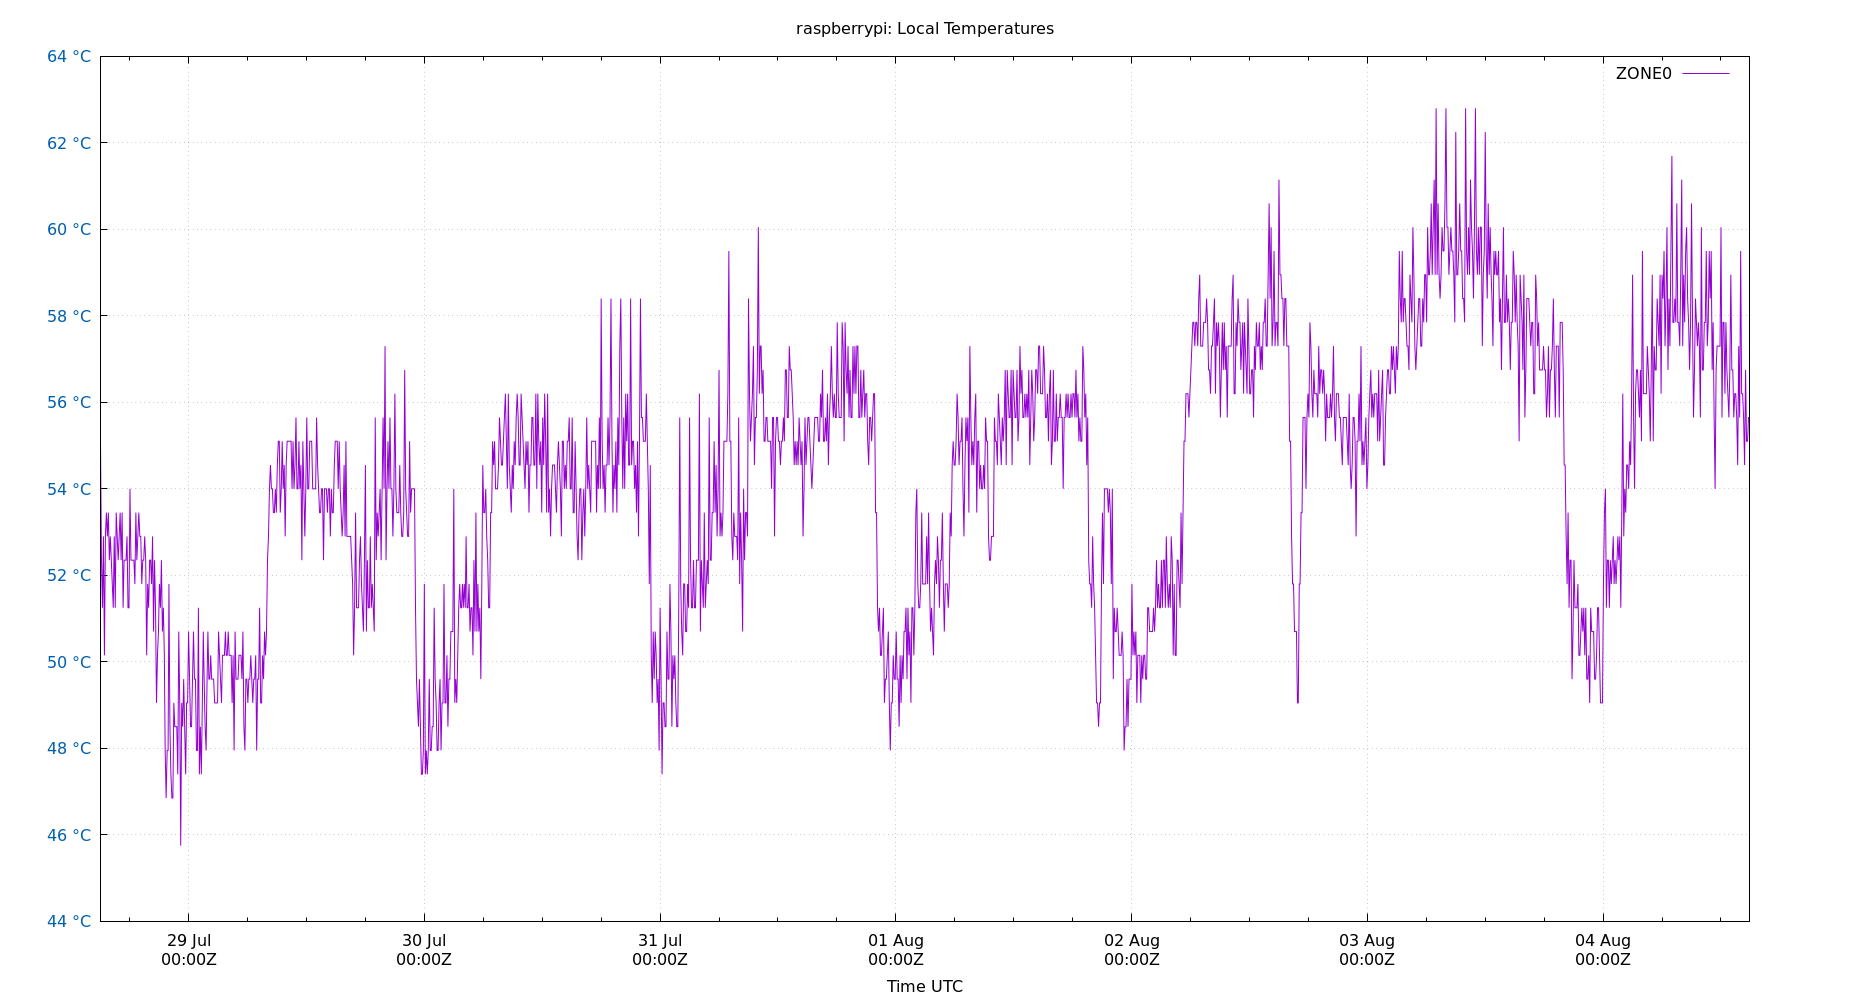 raspberrypi: Local Temperatures
64 °C
ZONE0
62 °C
60 °C
58 °C
56 °C
54 °C
52 °C
50 °C
48 °C
46 °C
44 °C
29 Jul 30 Jul 31 Jul 01 Aug 02 Aug 03 Aug 04 Aug
00:00Z 00:00Z 00:00Z 00:00Z 00:00Z 00:00Z 00:00Z
Time UTC